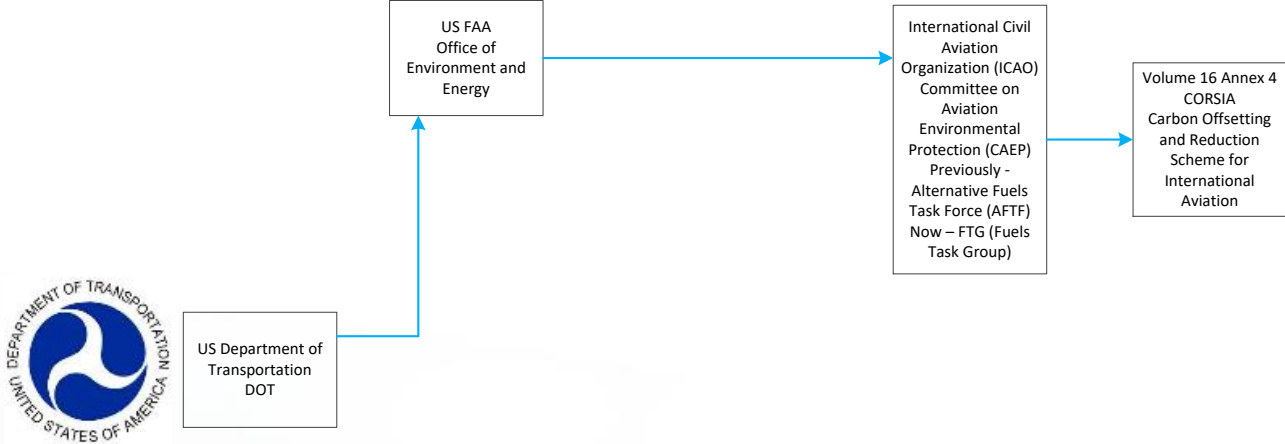 US FAA
Office of
Environment and
Energy
International Civil
Aviation
Organization (ICAO)
Committee on
Aviation
Environmental
Protection (CAEP)
Previously -
Alternative Fuels
Task Force (AFTF)
Now – FTG (Fuels
Task Group)
Volume 16 Annex 4
CORSIA
Carbon Offsetting
and Reduction
Scheme for
International
Aviation
DEPARTMENT OF TRANSPORTATION
UNITED STATES OF AMERICA
US Department of
Transportation
DOT